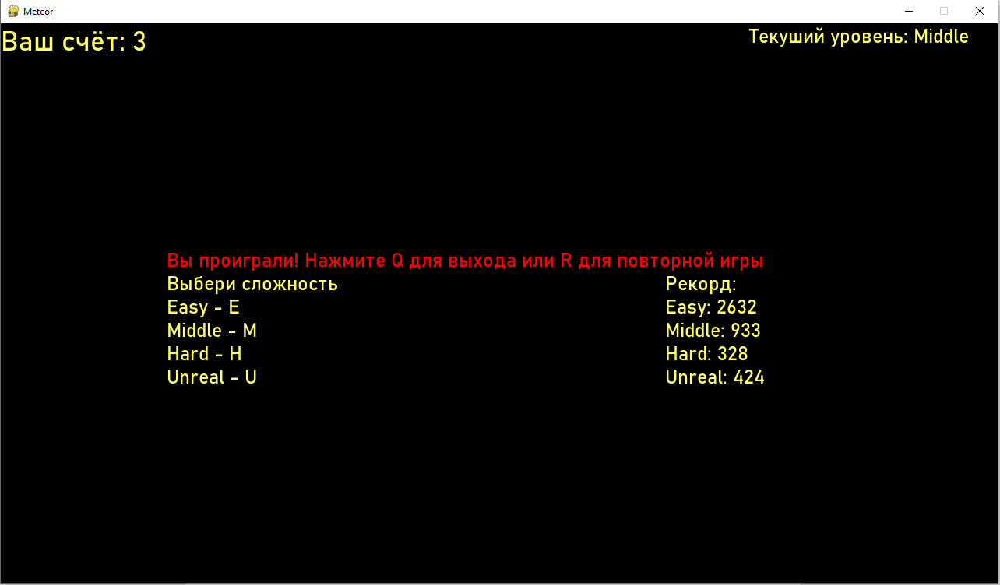 Meteor
Ваш счёт: 3
Текуший уровень: Middle
Вы проиграли! Нажмите Q для выхода или R для повторной игры
Выбери сложность
Рекорд:
Easy - E
Easy: 2632
Middle - M
Middle: 933
Hard - H
Hard: 328
Unreal - U
Unreal: 424